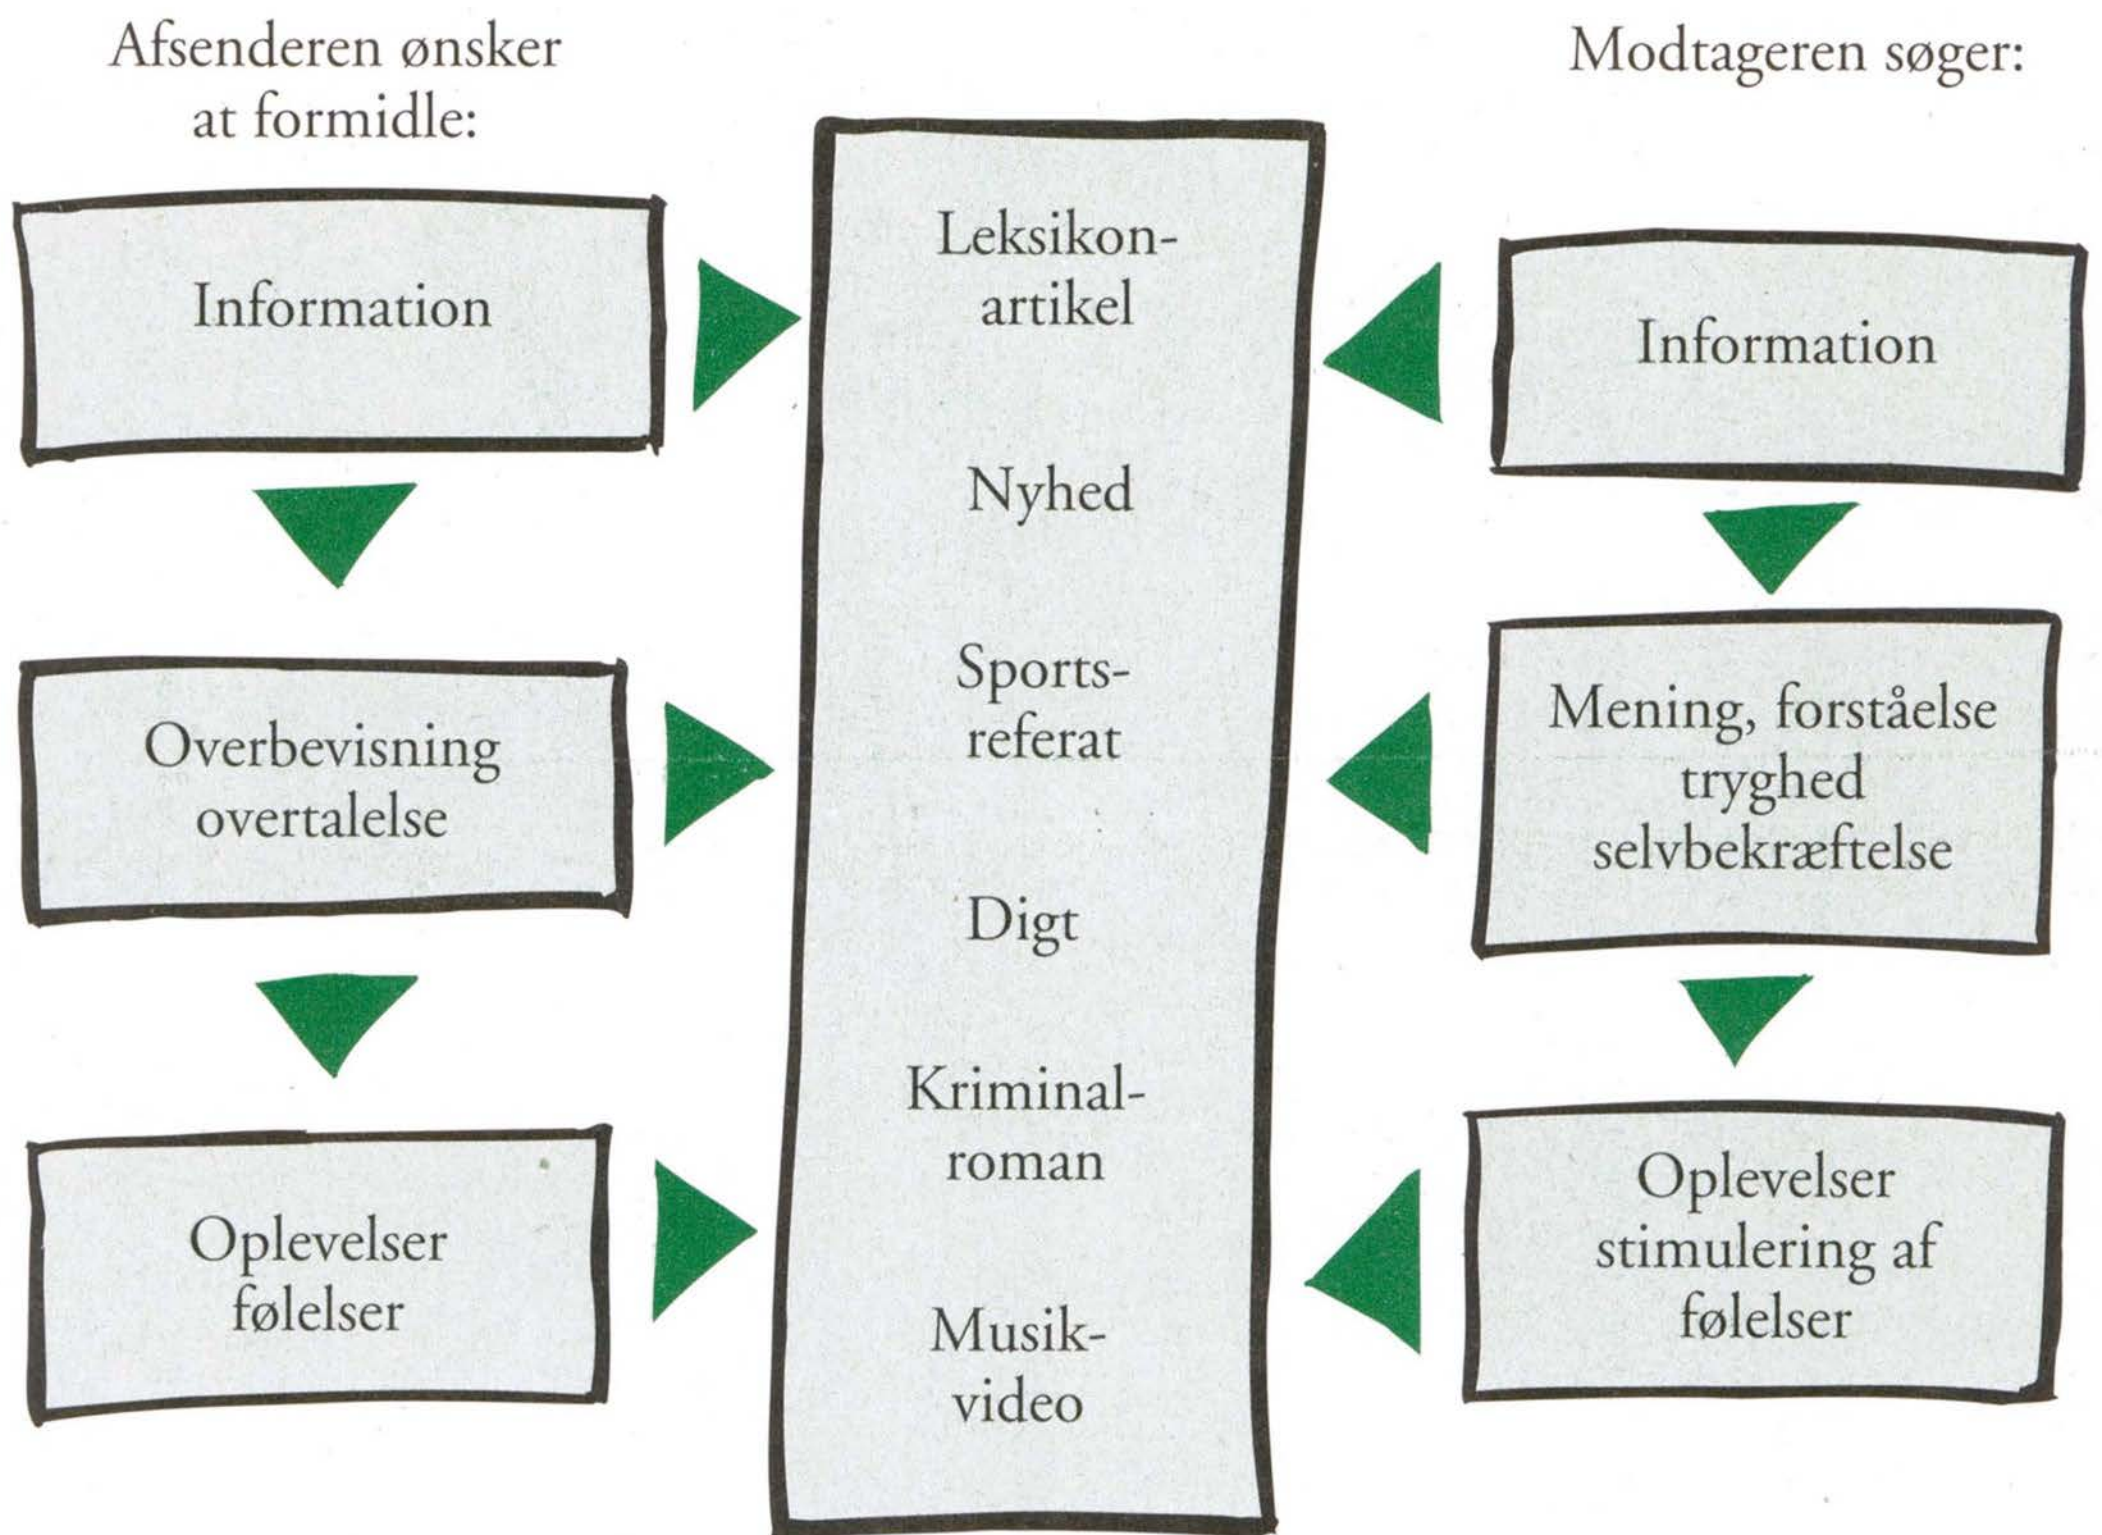 Afsenderen ønsker
at formidle:
Information
Overbevisning
overtalelse
Oplevelser
følelser
Leksikon-
artikel
Nyhed
Sports-
referat
Digt
Kriminal-
roman
Musik-
video
Modtageren søger:
Information
Mening, forståelse
tryghed
selvbekræftelse
Oplevelser
stimulering af
følelser